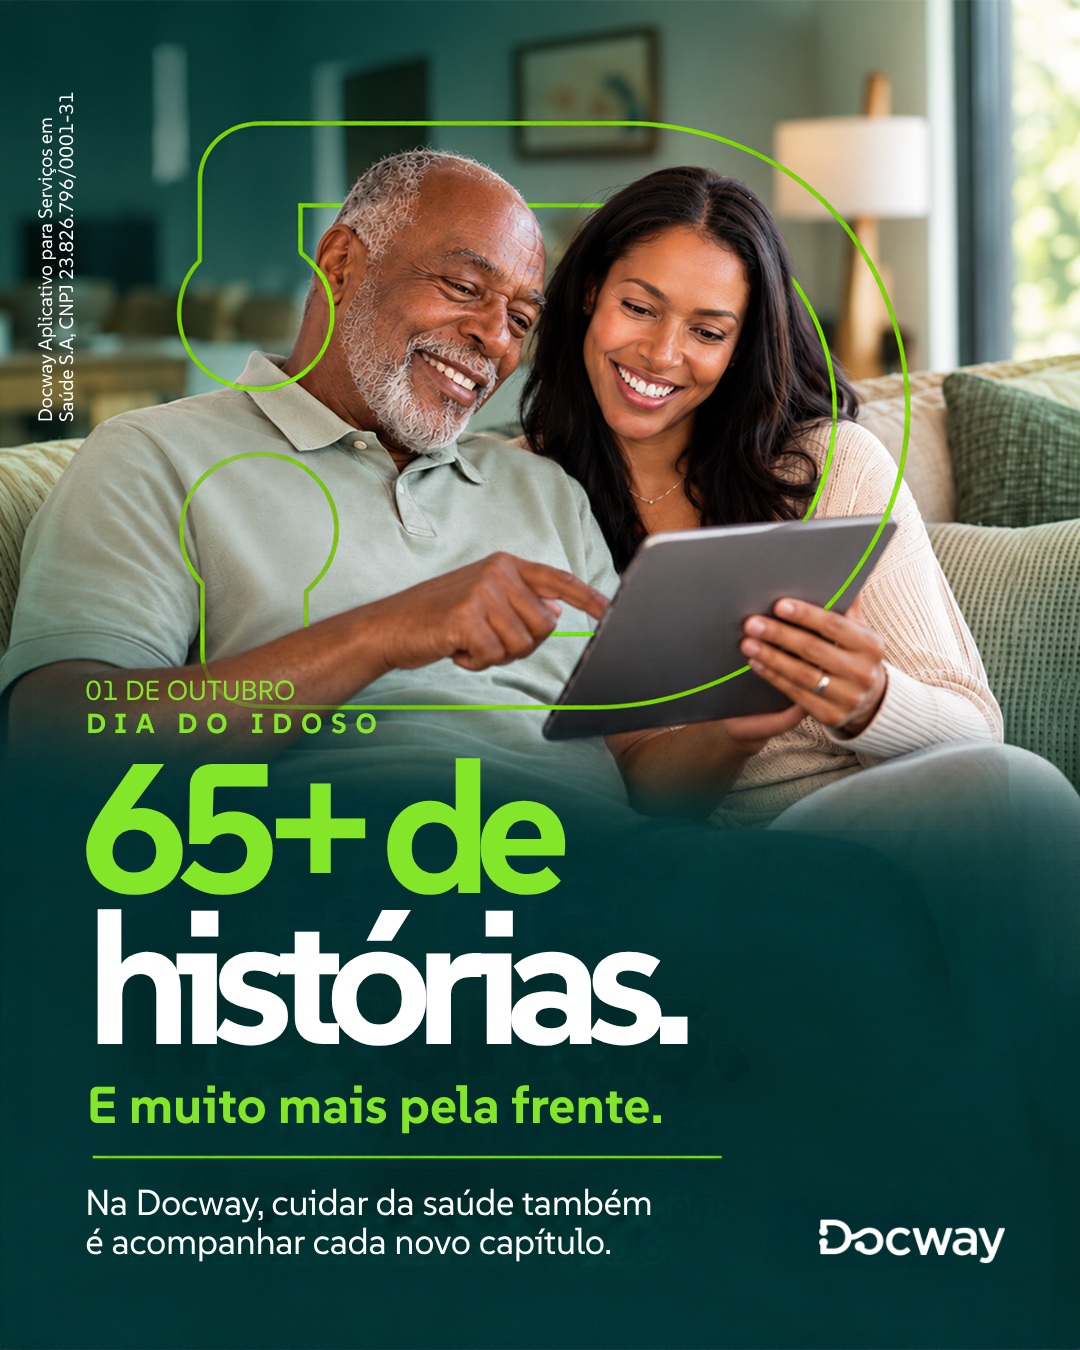 Docway Aplicativo para Serviços em
Saúde S.A, CNPJ 23.826.796/0001-31
01 DE OUTUBRO
DIA DO IDOSO
65+ de
histórias.
E muito mais pela frente.
Na Docway, cuidar da saúde também
é acompanhar cada novo capítulo.
Docway